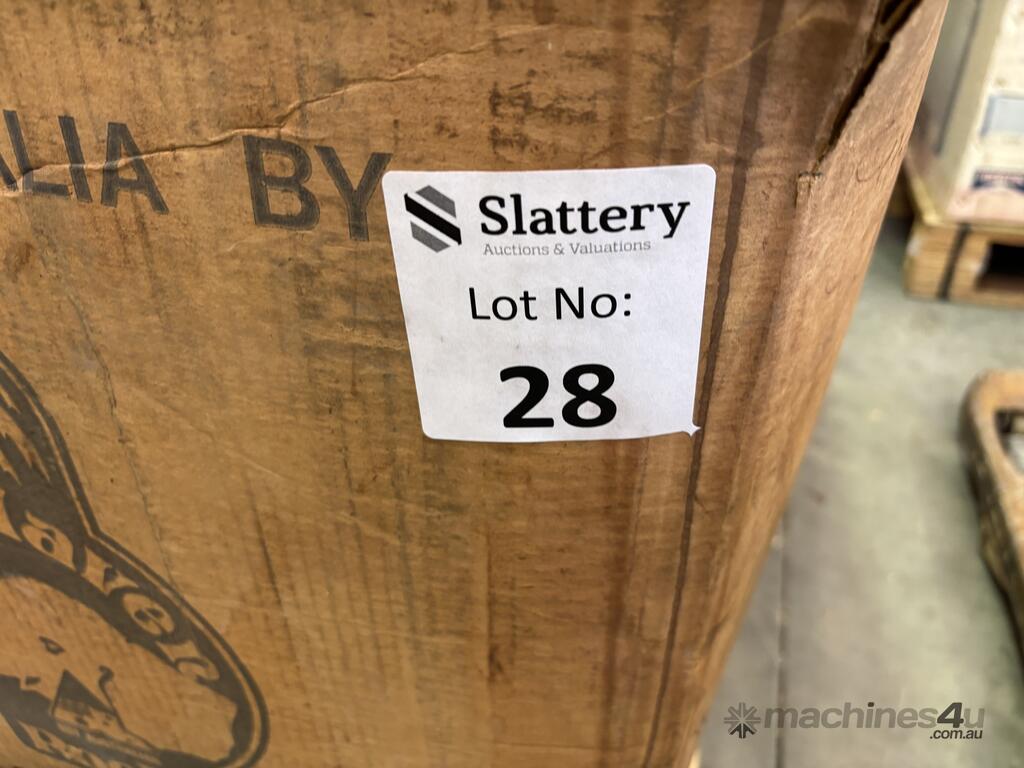 ALIA BY
Slattery
Auctions & Valuations
Lot No:
28
machines4u
.com.au